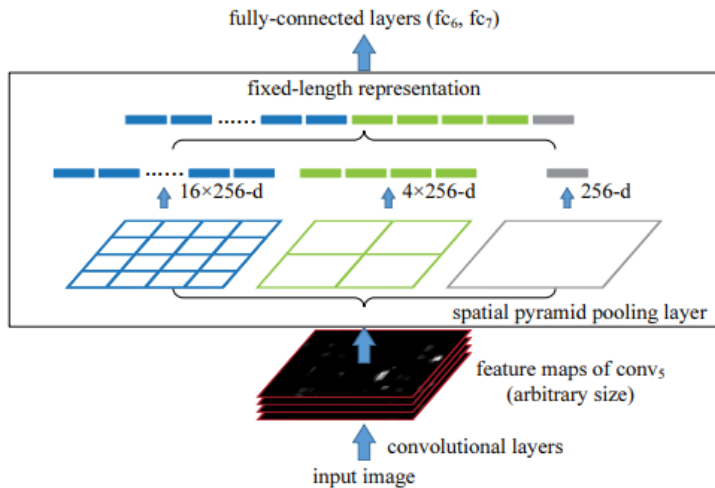 fully-connected layers (fc₆, fc₇)
fixed-length representation
......
......
16×256-d
4×256-d
256-d
spatial pyramid pooling layer
feature maps of conv₅
(arbitrary size)
convolutional layers
input image